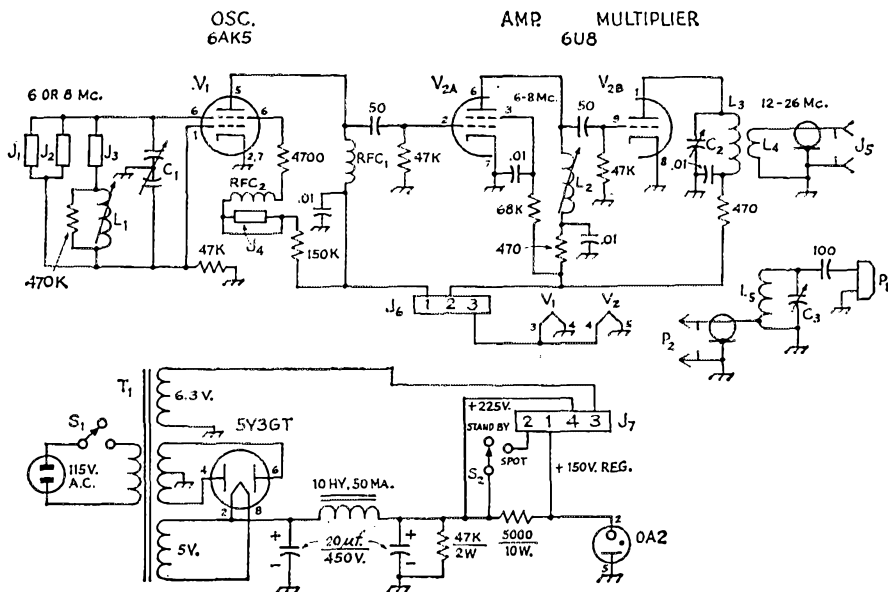 OSC.
6AK5
AMP. MULTIPLIER
6U8
6 OR 8 MC.
V1
5
6
1
6
2,7
J1
J2
J3
C1
L1
470K
47K
4700
RFC2
J4
150K
.01
RFC1
50
47K
V2A
6
2
3
7
6-8 MC.
.01
68K
470
L2
.01
50
47K
V2B
1
9
8
C2
.01
L3
L4
12-26 MC.
J5
470
J6
1 2 3
V1
3 4
V2
4 5
L5
C3
100
P1
P2
T1
6.3 V.
S1
115V.
A.C.
5Y3GT
4
6
2
8
5V.
10 HY, 50 MA.
+
-
20µf.
450V.
+
-
47K
2W
5000
10W.
+225V.
STAND BY
SPOT
S2
2 1 4 3
J7
+150V. REG.
2
5
OA2